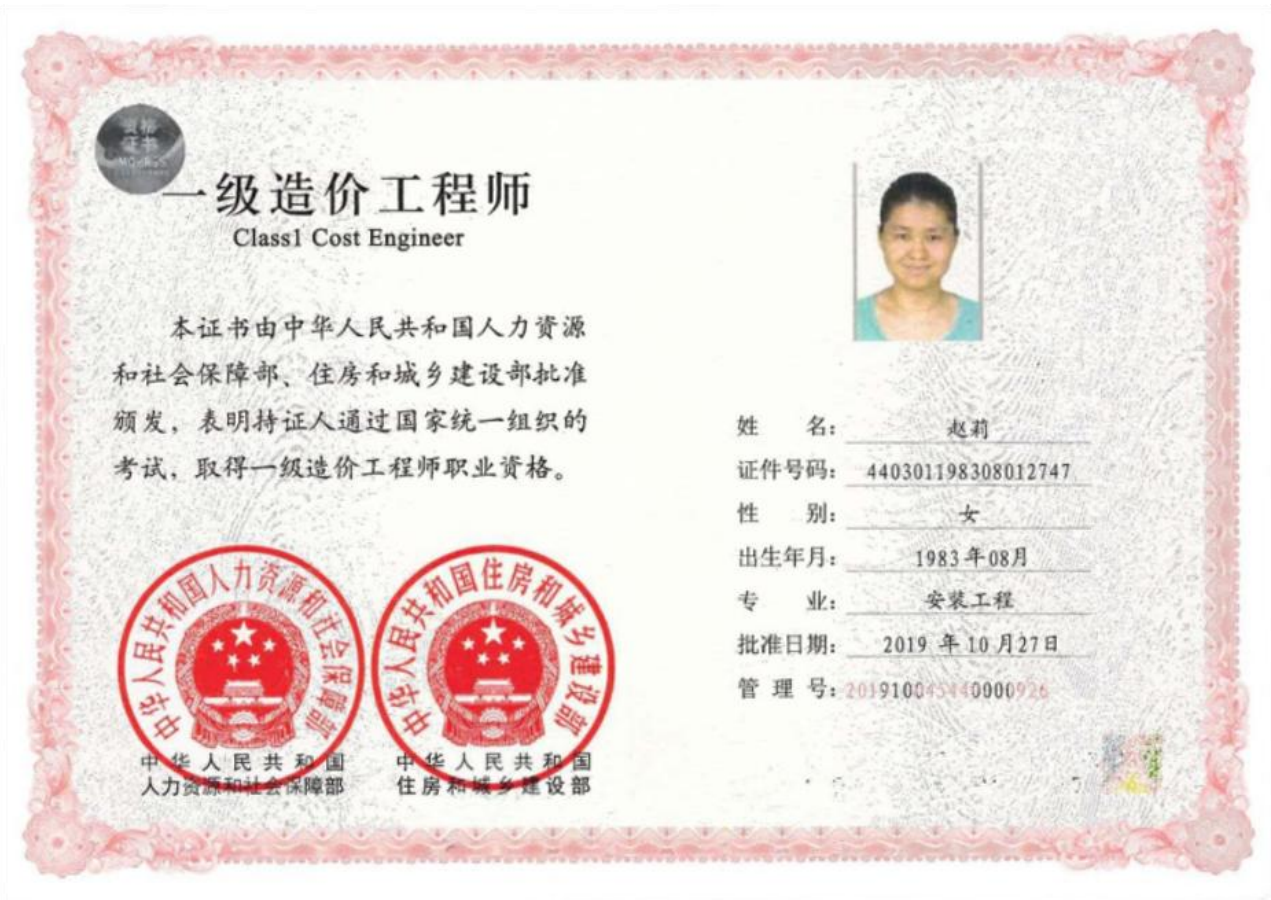 资格
证书
一级造价工程师
Class1 Cost Engineer
本证书由中华人民共和国人力资源
和社会保障部、住房和城乡建设部批准
颁发，表明持证人通过国家统一组织的
考试，取得一级造价工程师职业资格。
中华人民共和国人力资源和社会保障部
中华人民共和国住房和城乡建设部
中华人民共和国
人力资源和社会保障部
中华人民共和国
住房和城乡建设部
姓名：赵莉
证件号码：440301198308012747
性别：女
出生年月：1983年08月
专业：安装工程
批准日期：2019 年 10 月27日
管理号：201910045440000926